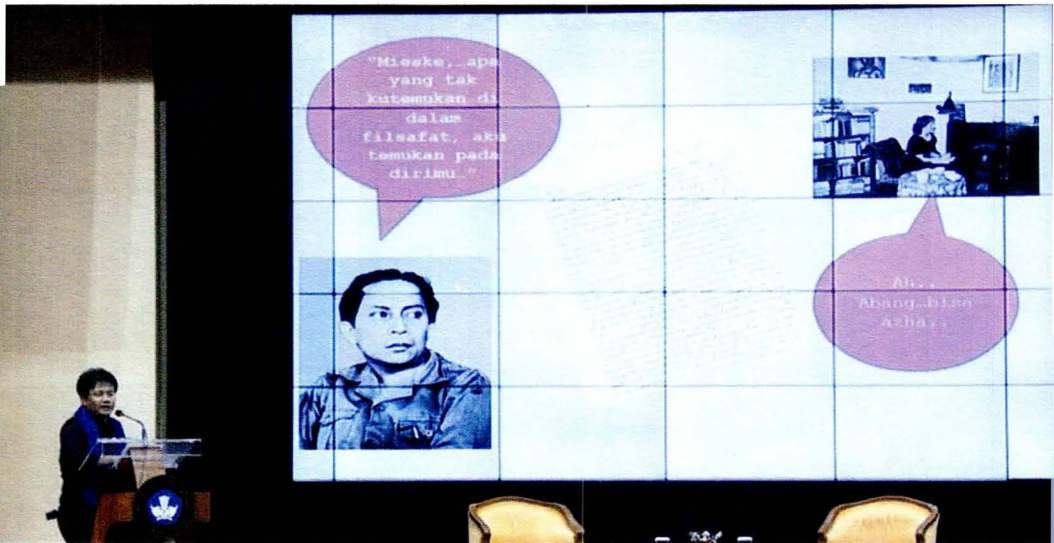 "Mieske,…apa
yang tak
kutemukan di
dalam
filsafat, aku
temukan pada
dirimu…"
Ah..
Abang…bisa
azha..